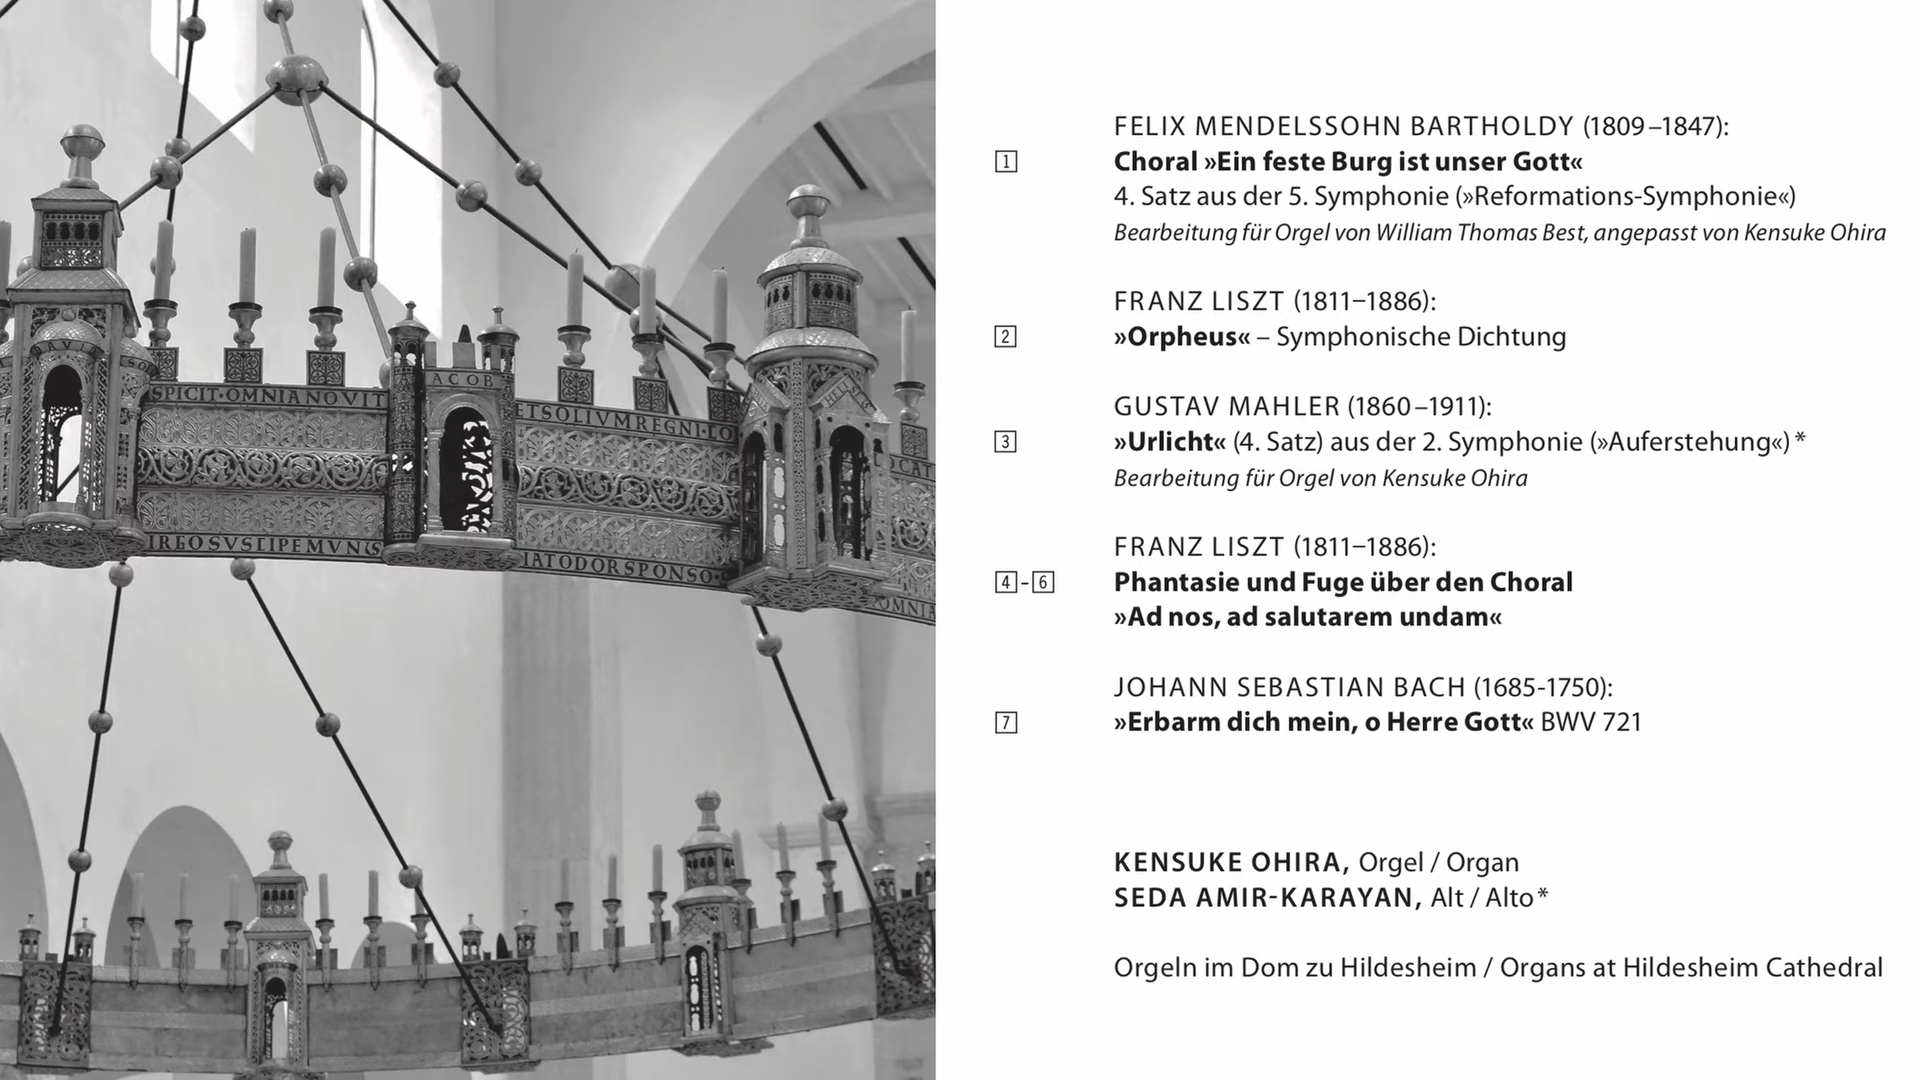 SPICIT·OMNIANOVIT
IREOSVSCIPEMVN
ACOB
ETSOLIVMREGNI·LO
IATODORSPONSO·
OMNIA
FELIX MENDELSSOHN BARTHOLDY (1809–1847):
1 Choral »Ein feste Burg ist unser Gott«
4. Satz aus der 5. Symphonie (»Reformations-Symphonie«)
Bearbeitung für Orgel von William Thomas Best, angepasst von Kensuke Ohira
FRANZ LISZT (1811–1886):
2 »Orpheus« – Symphonische Dichtung
GUSTAV MAHLER (1860–1911):
3 »Urlicht« (4. Satz) aus der 2. Symphonie (»Auferstehung«) *
Bearbeitung für Orgel von Kensuke Ohira
FRANZ LISZT (1811–1886):
4-6 Phantasie und Fuge über den Choral
»Ad nos, ad salutarem undam«
JOHANN SEBASTIAN BACH (1685-1750):
7 »Erbarm dich mein, o Herre Gott« BWV 721
KENSUKE OHIRA, Orgel / Organ
SEDA AMIR-KARAYAN, Alt / Alto*
Orgeln im Dom zu Hildesheim / Organs at Hildesheim Cathedral